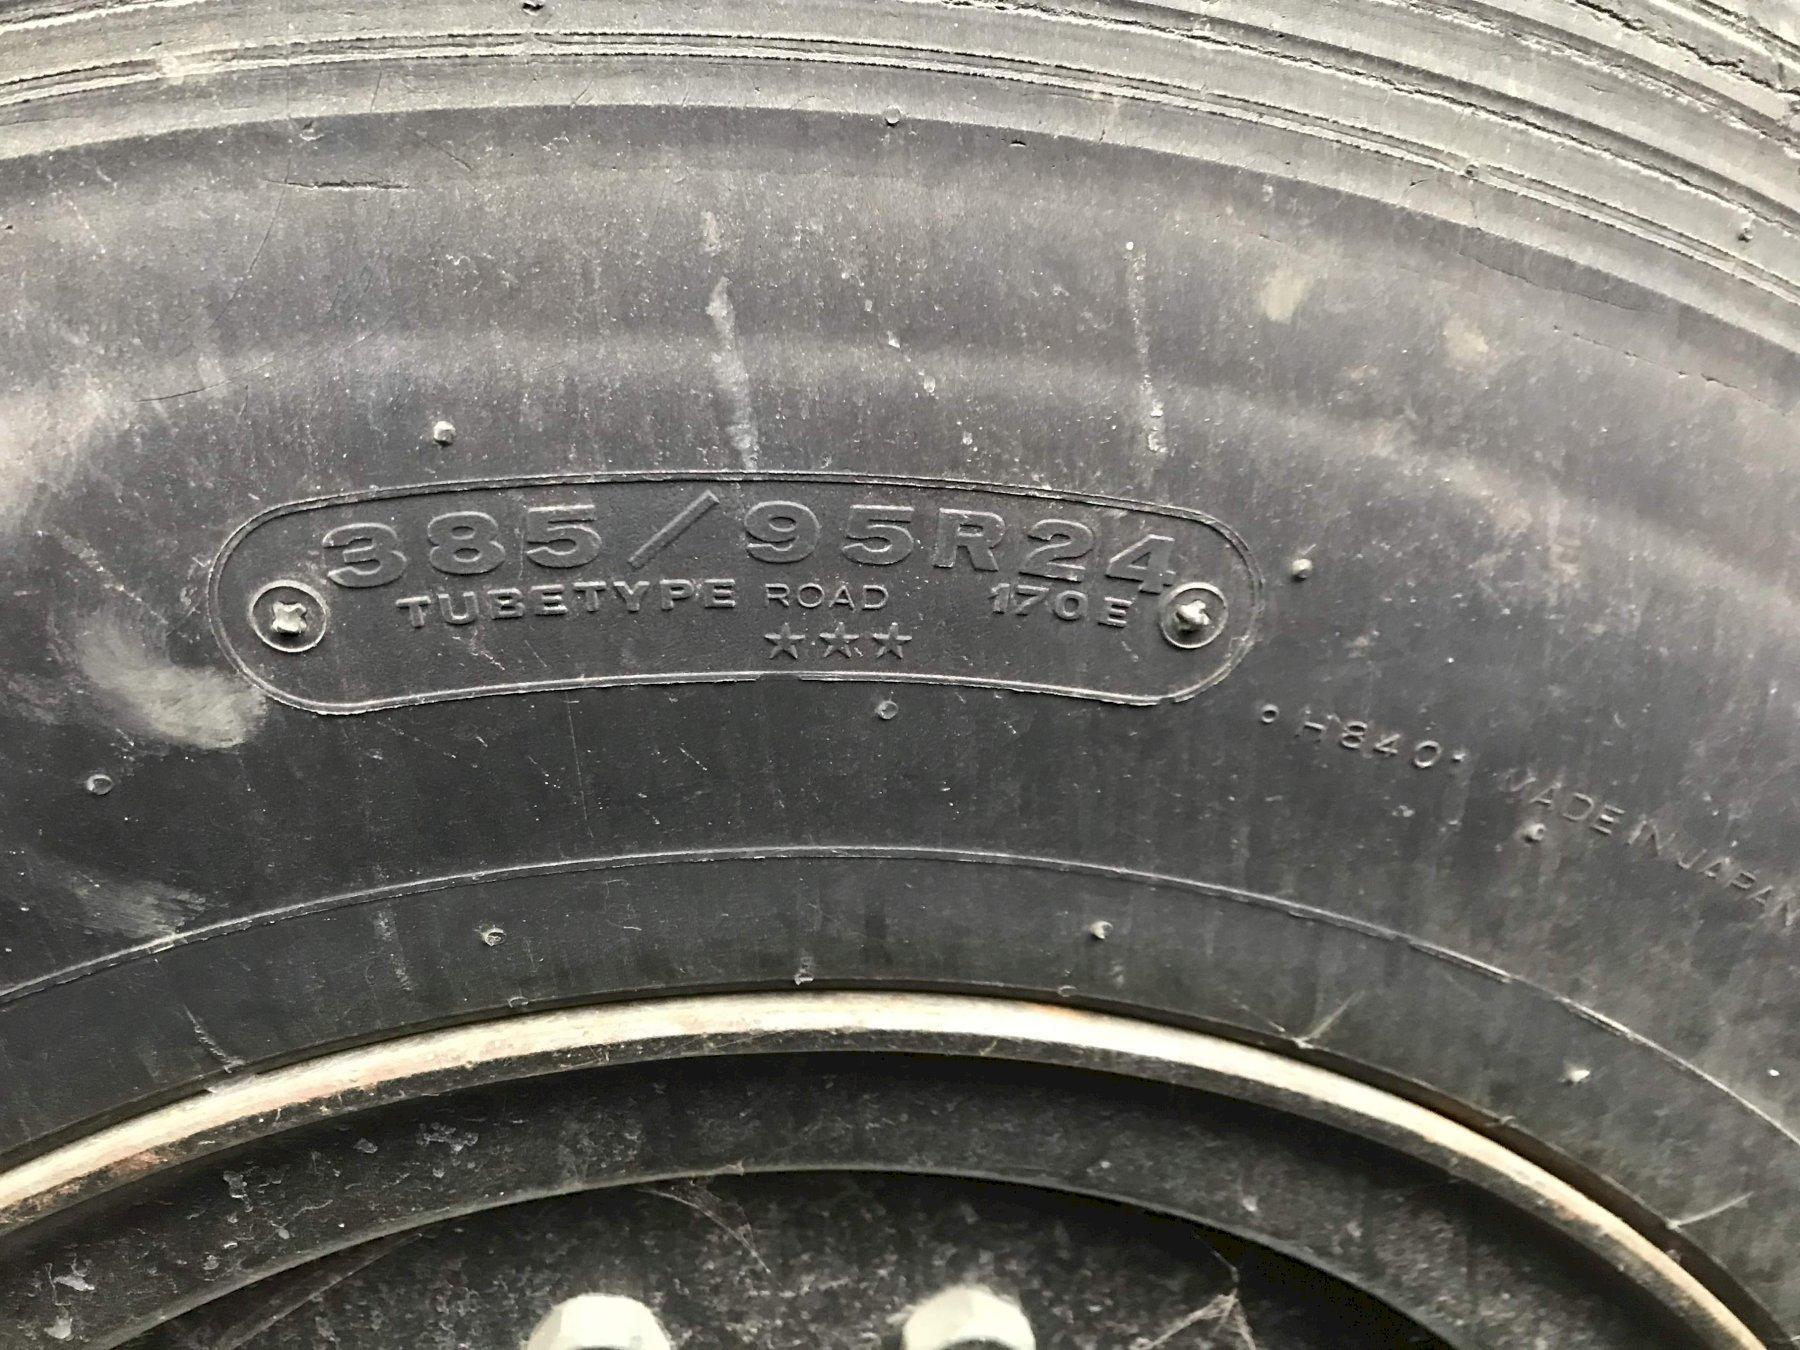 385/95R24
TUBETYPE ROAD 170E
★★★
H840
MADE IN JAPAN